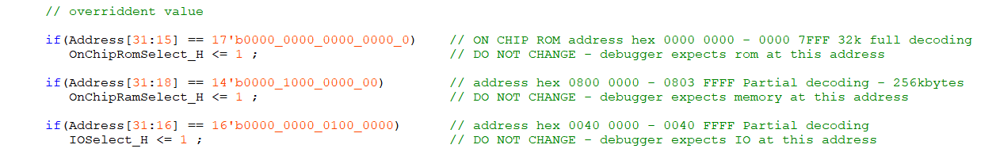 // overriddent value
if(Address[31:15] == 17'b0000_0000_0000_0000_0) // ON CHIP ROM address hex 0000 0000 - 0000 7FFF 32k full decoding
OnChipRomSelect_H <= 1 ; // DO NOT CHANGE - debugger expects rom at this address
if(Address[31:18] == 14'b0000_1000_0000_00) // address hex 0800 0000 - 0803 FFFF Partial decoding - 256kbytes
OnChipRamSelect_H <= 1 ; // DO NOT CHANGE - debugger expects memory at this address
if(Address[31:16] == 16'b0000_0000_0100_0000) // address hex 0040 0000 - 0040 FFFF Partial decoding
IOSelect_H <= 1 ; // DO NOT CHANGE - debugger expects IO at this address